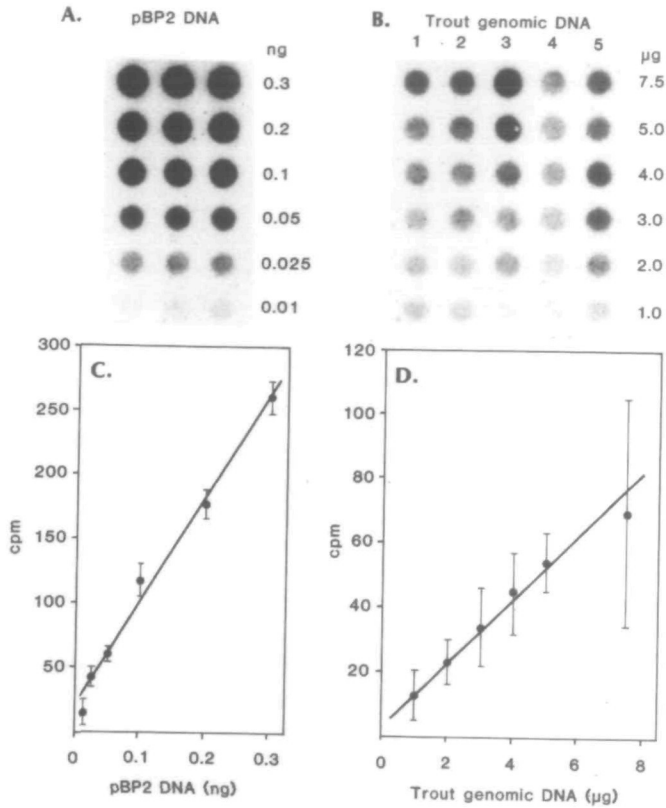 A.
pBP2 DNA
ng
0.3
0.2
0.1
0.05
0.025
0.01
B.
Trout genomic DNA
1 2 3 4 5
μg
7.5
5.0
4.0
3.0
2.0
1.0
C.
300
250
200
150
100
50
cpm
0 0.1 0.2 0.3
pBP2 DNA (ng)
D.
120
100
80
60
40
20
cpm
0 2 4 6 8
Trout genomic DNA (μg)